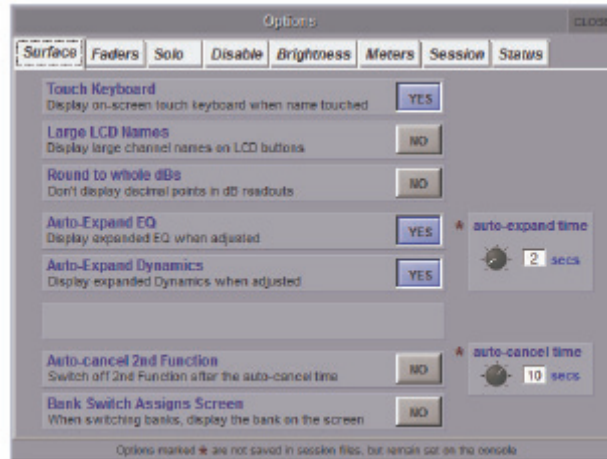 Options
CLOSE
Surface Faders Solo Disable Brightness Meters Session Status
Touch Keyboard
Display on-screen touch keyboard when name touched
YES
Large LCD Names
Display large channel names on LCD buttons
NO
Round to whole dBs
Don't display decimal points in dB readouts
NO
Auto-Expand EQ
Display expanded EQ when adjusted
YES
* auto-expand time
2 secs
Auto-Expand Dynamics
Display expanded Dynamics when adjusted
YES
Auto-cancel 2nd Function
Switch off 2nd Function after the auto-cancel time
NO
* auto-cancel time
10 secs
Bank Switch Assigns Screen
When switching banks, display the bank on the screen
NO
Options marked * are not saved in session files, but remain set on the console